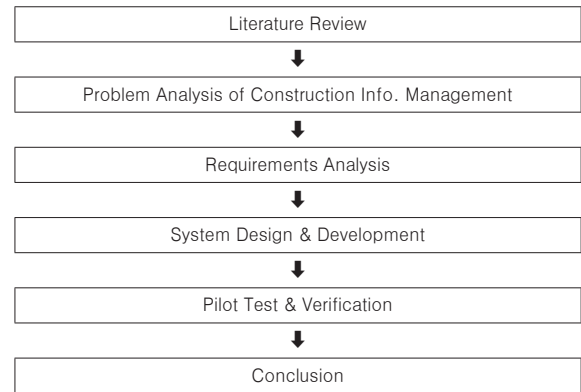 Literature Review
Problem Analysis of Construction Info. Management
Requirements Analysis
System Design & Development
Pilot Test & Verification
Conclusion